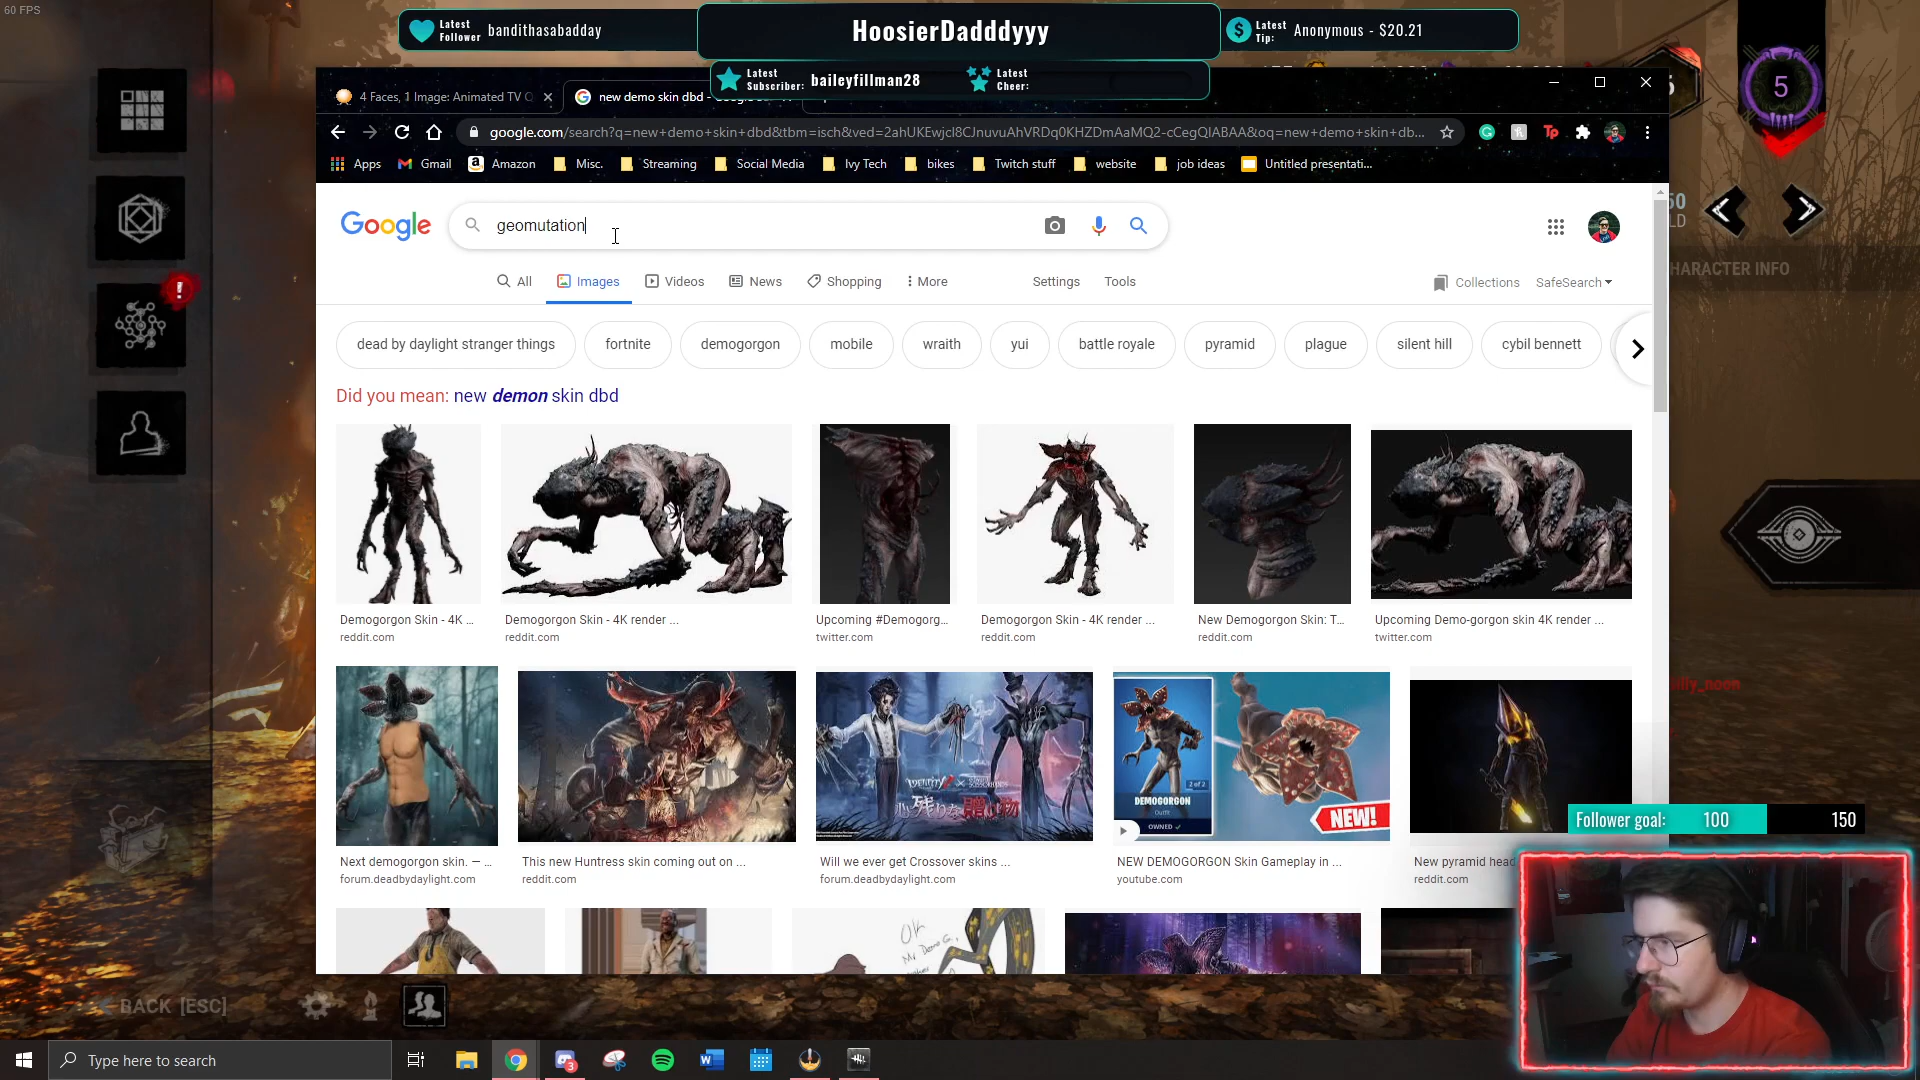 60 FPS
Latest Follower bandithasabadday
HoosierDadddyyy
Latest Tip: Anonymous - $20.21
Latest Subscriber: baileyfillman28
Latest Cheer:
4 Faces, 1 Image: Animated TV Q
new demo skin dbd -
5
google.com/search?q=new+demo+skin+dbd&tbm=isch&ved=2ahUKEwjcI8CJnuvuAhVRDq0KHZDmAaMQ2-cCegQIABAA&oq=new+demo+skin+db...
Apps Gmail Amazon Misc. Streaming Social Media Ivy Tech bikes Twitch stuff website job ideas Untitled presentati...
Google
geomutation
All Images Videos News Shopping More Settings Tools Collections SafeSearch
HARACTER INFO
dead by daylight stranger things fortnite demogorgon mobile wraith yui battle royale pyramid plague silent hill cybil bennett
Did you mean: new demon skin dbd
Demogorgon Skin - 4K ...
reddit.com
Demogorgon Skin - 4K render ...
reddit.com
Upcoming #Demogorg...
twitter.com
Demogorgon Skin - 4K render ...
reddit.com
New Demogorgon Skin: T...
reddit.com
Upcoming Demo-gorgon skin 4K render ...
twitter.com
DEMOGORGON
Outfit
OWNED
2 of 2
NEW!
Next demogorgon skin. — ...
forum.deadbydaylight.com
This new Huntress skin coming out on ...
reddit.com
Will we ever get Crossover skins ...
forum.deadbydaylight.com
NEW DEMOGORGON Skin Gameplay in ...
youtube.com
New pyramid head
reddit.com
Follower goal: 100 150
BACK [ESC]
Type here to search